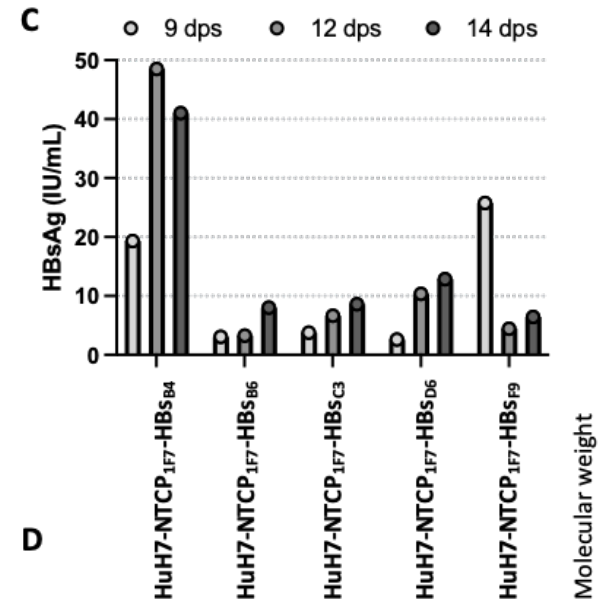 C
9 dps 12 dps 14 dps
HBsAg (IU/mL)
50
40
30
20
10
0
HuH7-NTCP1F7-HBsB4
HuH7-NTCP1F7-HBsB6
HuH7-NTCP1F7-HBsC3
HuH7-NTCP1F7-HBsD6
HuH7-NTCP1F7-HBsF9
Molecular weight
D